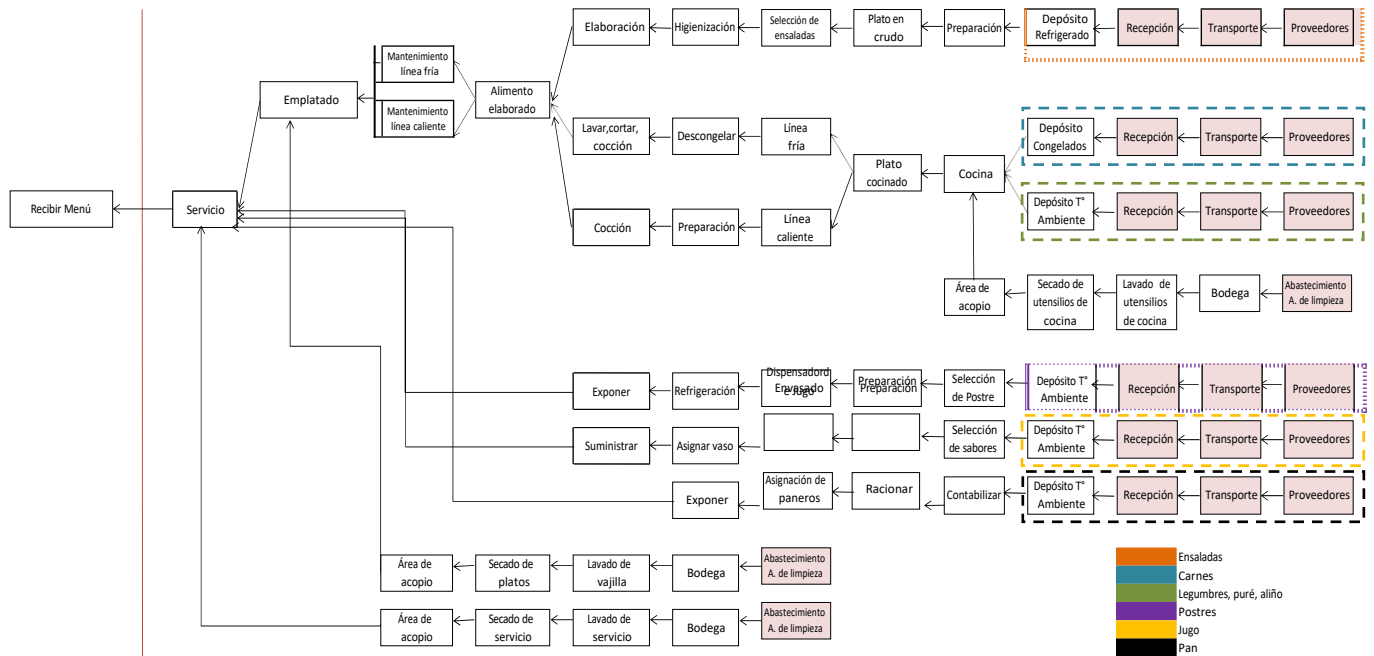 Elaboración
Higienización
Selección de
ensaladas
Plato en
crudo
Preparación
Depósito
Refrigerado
Recepción
Transporte
Proveedores
Mantenimiento
línea fría
Mantenimiento
línea caliente
Emplatado
Alimento
elaborado
Lavar,cortar,
cocción
Descongelar
Línea
fría
Plato
cocinado
Cocina
Depósito
Congelados
Recepción
Transporte
Proveedores
Recibir Menú
Servicio
Cocción
Preparación
Línea
caliente
Depósito T°
Ambiente
Recepción
Transporte
Proveedores
Área de
acopio
Secado de
utensilios de
cocina
Lavado de
utensilios
de cocina
Bodega
Abastecimiento
A. de limpieza
Exponer
Refrigeración
Dispensadord
e Jugo
Envasado
Preparación
Preparación
Selección
de Postre
Depósito T°
Ambiente
Recepción
Transporte
Proveedores
Suministrar
Asignar vaso
Selección
de sabores
Depósito T°
Ambiente
Recepción
Transporte
Proveedores
Exponer
Asignación de
paneros
Racionar
Contabilizar
Depósito T°
Ambiente
Recepción
Transporte
Proveedores
Área de
acopio
Secado de
platos
Lavado de
vajilla
Bodega
Abastecimiento
A. de limpieza
Área de
acopio
Secado de
servicio
Lavado de
servicio
Bodega
Abastecimiento
A. de limpieza
Ensaladas
Carnes
Legumbres, puré, aliño
Postres
Jugo
Pan